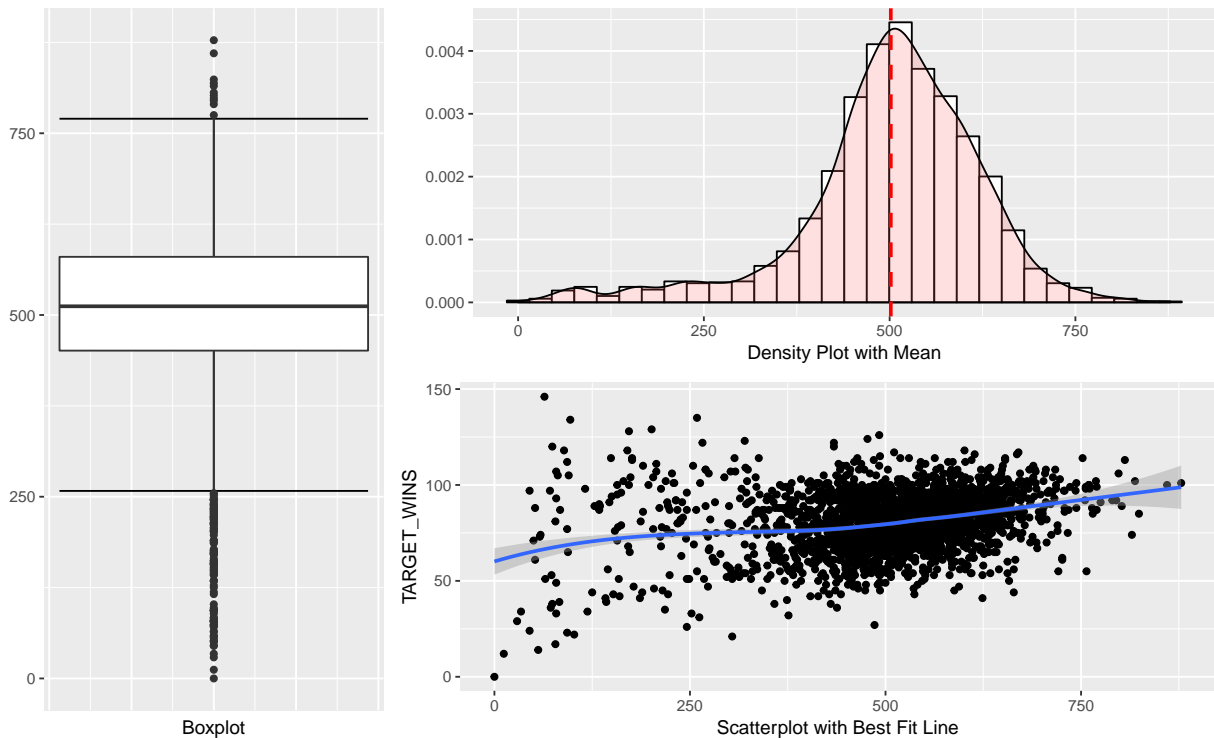 750
500
250
0
Boxplot
0.004
0.003
0.002
0.001
0.000
0 250 500 750
Density Plot with Mean
TARGET_WINS
150
100
50
0
0 250 500 750
Scatterplot with Best Fit Line